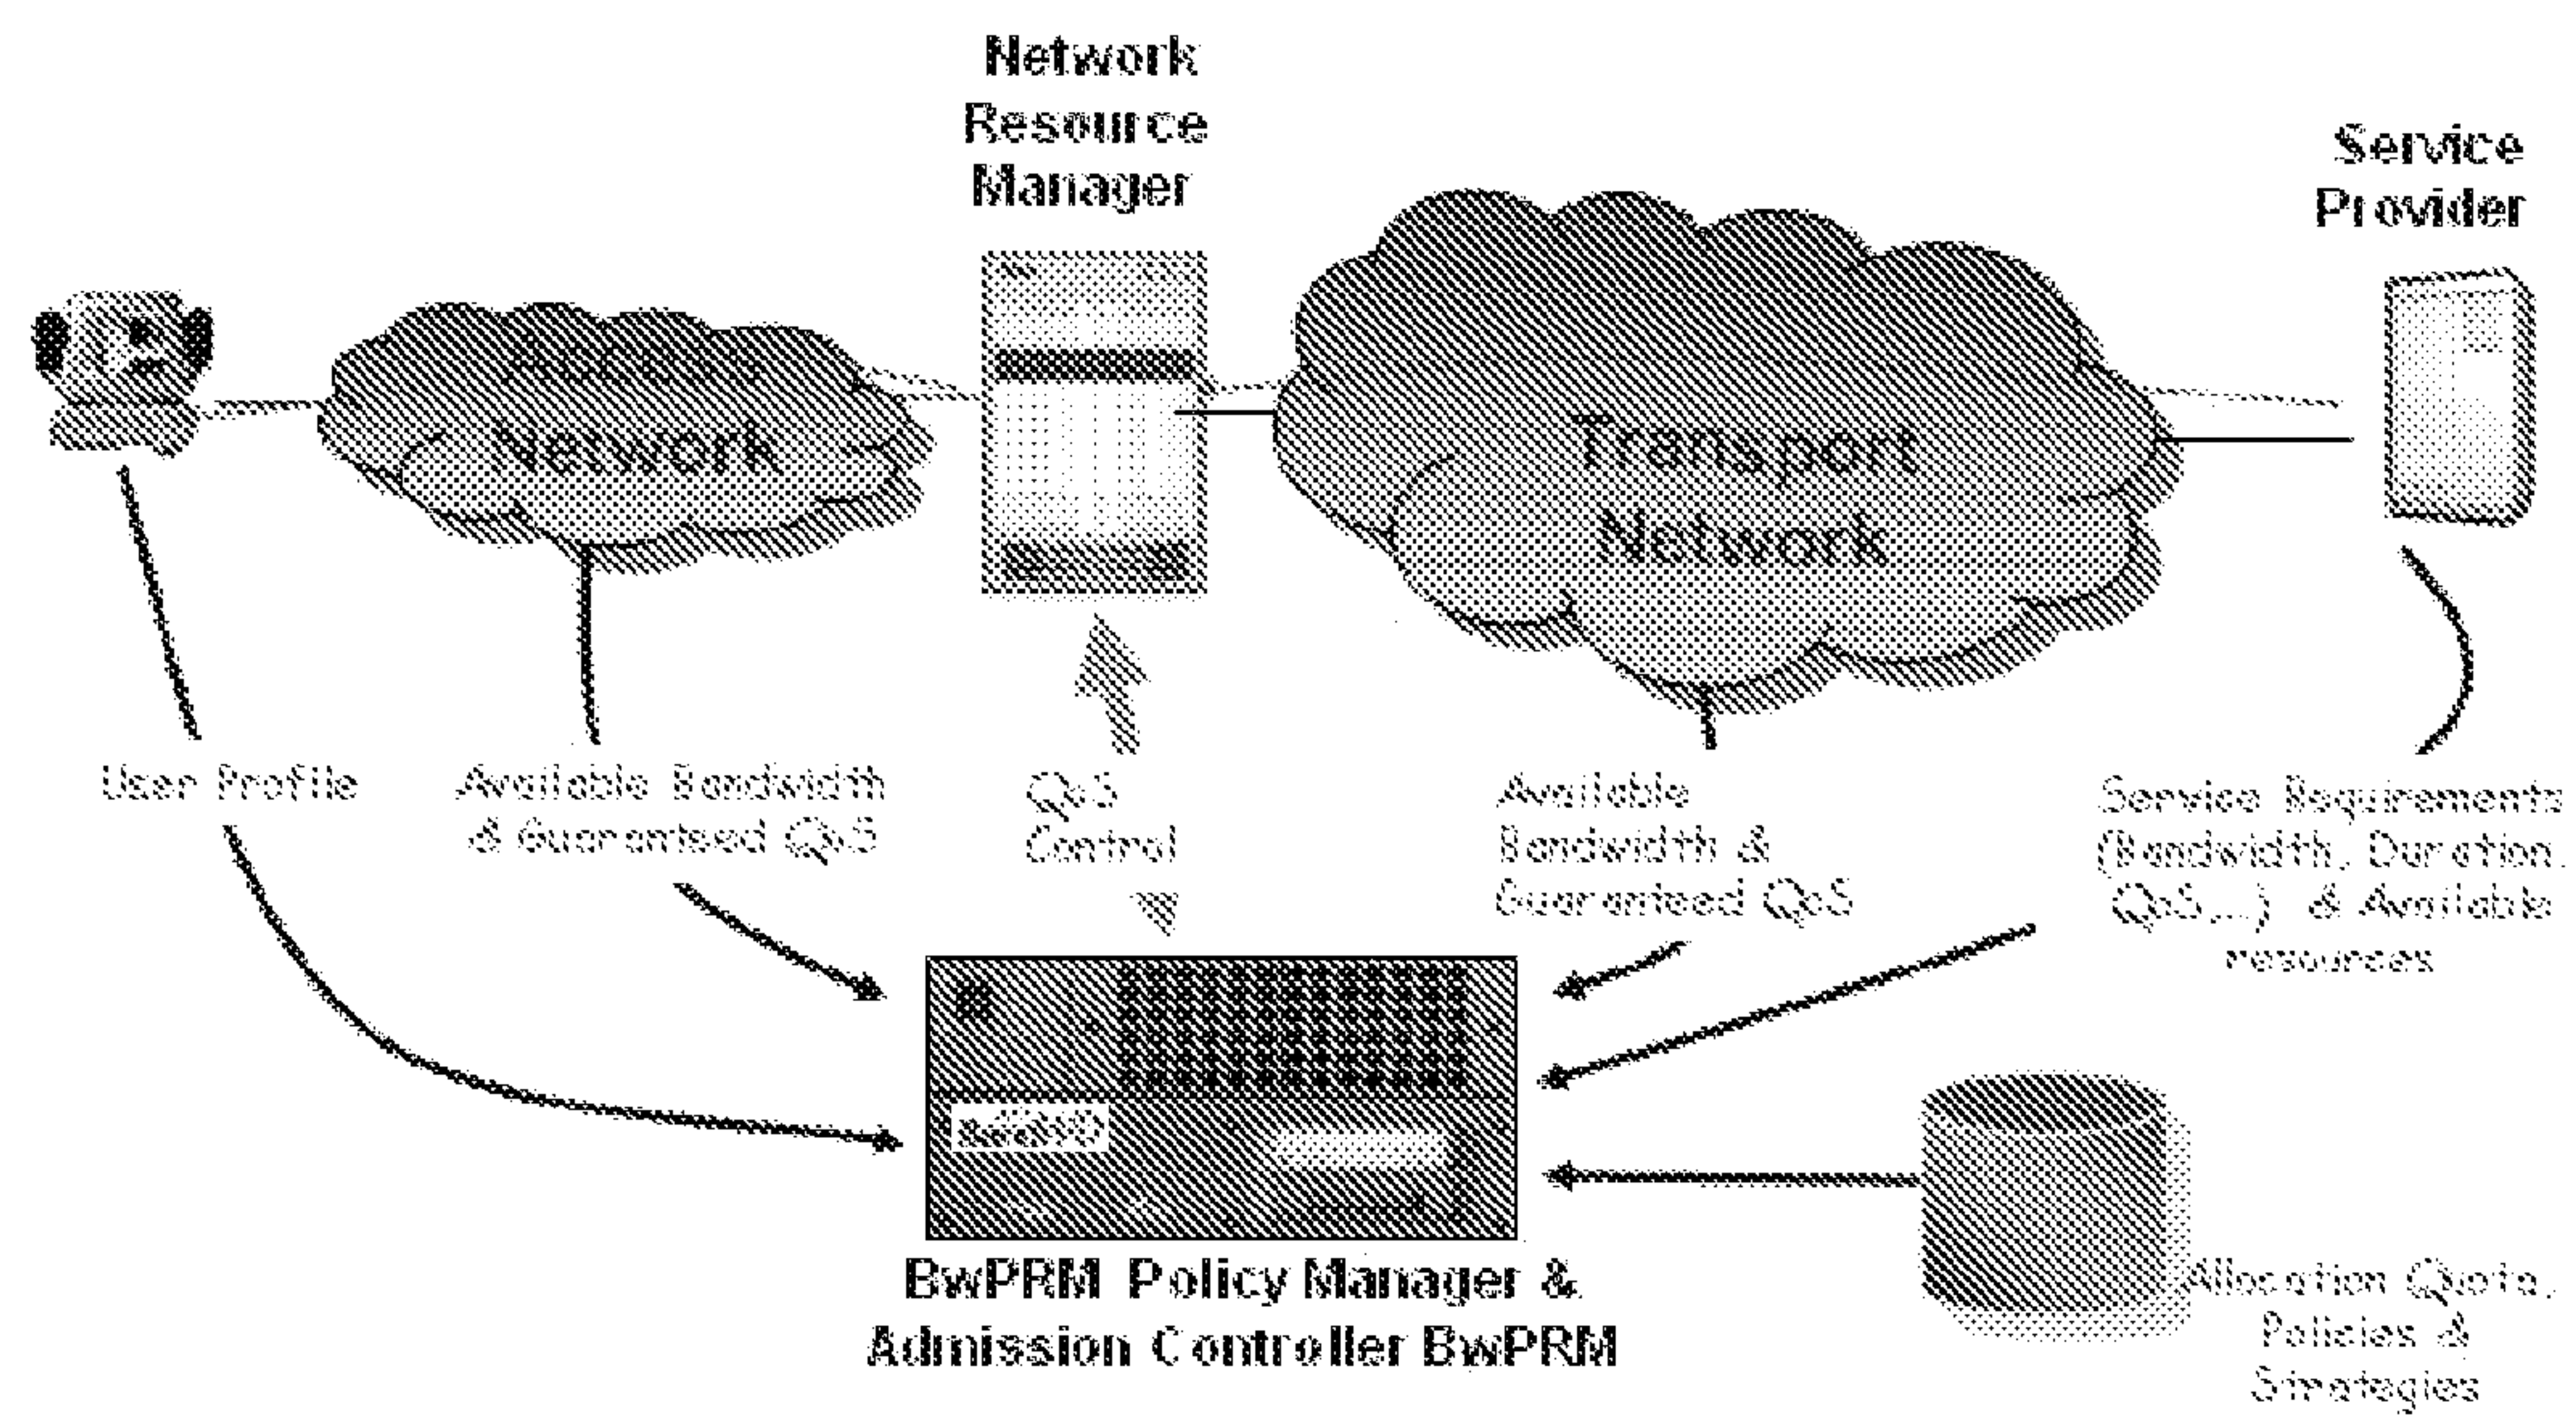 Network
Resource
Manager
Service
Provider
Access
Network
Transport
Network
User Profile
Available Bandwidth
& Guaranteed QoS
QoS
Control
Available
Bandwidth &
Guaranteed QoS
Service Requirements
(Bandwidth, Duration,
QoS,...) & Available
resources
BwPRM Policy Manager &
Admission Controller BwPRM
Allocation Quota,
Policies &
Strategies